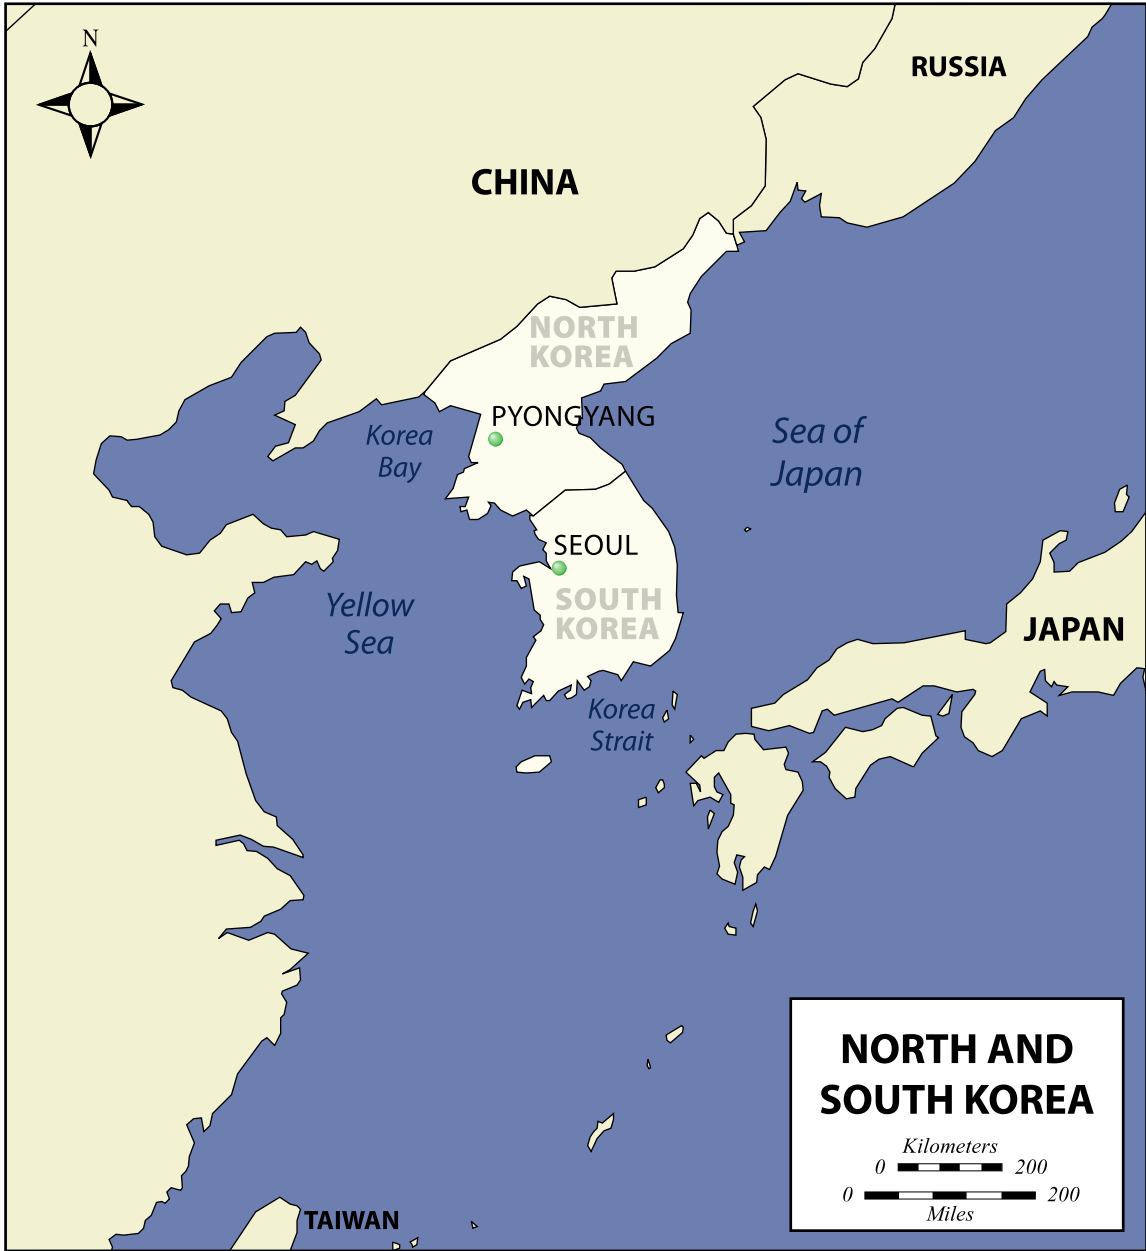 N
RUSSIA
CHINA
NORTH
KOREA
PYONGYANG
Korea
Bay
Sea of
Japan
SEOUL
SOUTH
KOREA
Yellow
Sea
JAPAN
Korea
Strait
NORTH AND
SOUTH KOREA
Kilometers
0 200
0 200
Miles
TAIWAN